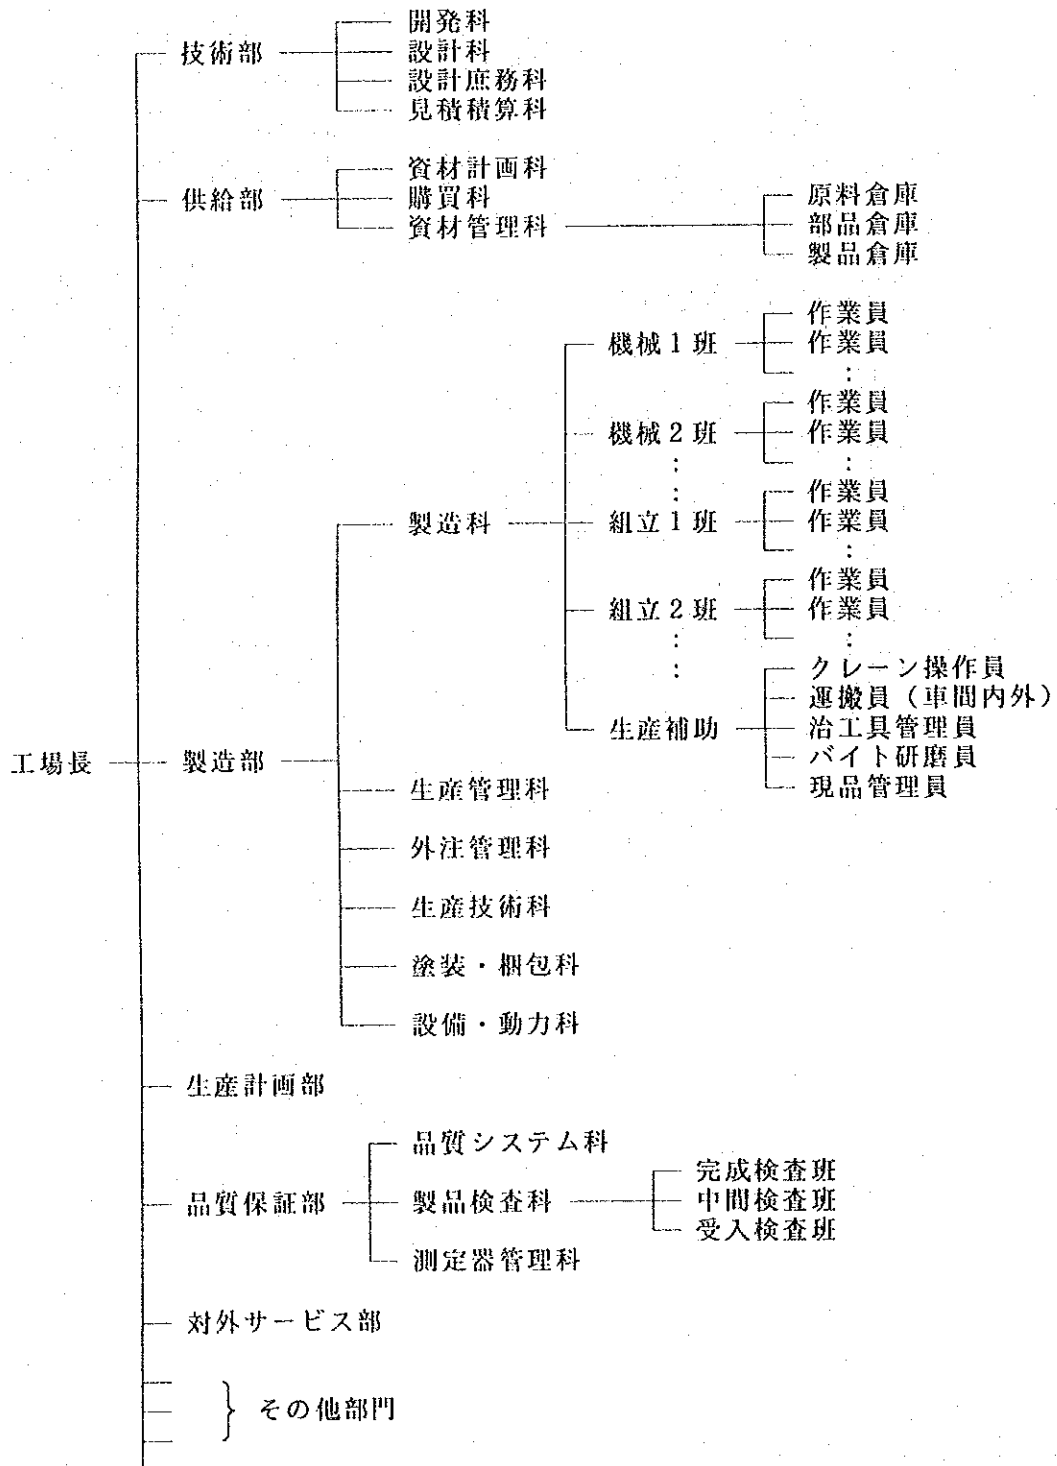 開発科
技術部 設計科
設計庶務科
見積積算科
資材計画科
供給部 購買科 原料倉庫
資材管理科 部品倉庫
製品倉庫
作業員
機械1班 作業員
:
作業員
機械2班 作業員
: :
: 作業員
製造科 組立1班 作業員
:
作業員
組立2班 作業員
: :
: クレーン操作員
運搬員(車間内外)
生産補助 治工具管理員
工場長 製造部 バイト研磨員
生産管理科 現品管理員
外注管理科
生産技術科
塗装・梱包科
設備・動力科
生産計画部
品質システム科
完成検査班
品質保証部 製品検査科 中間検査班
受入検査班
測定器管理科
対外サービス部
} その他部門